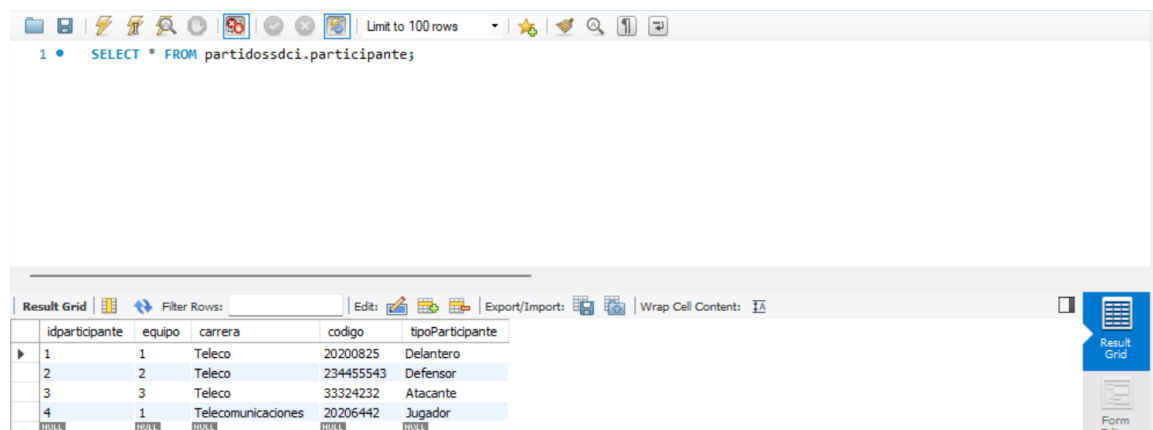 Limit to 100 rows
1 SELECT * FROM partidossdci.participante;
Result Grid Filter Rows: Edit: Export/Import: Wrap Cell Content: IA
idparticipante equipo carrera codigo tipoParticipante
1 1 Teleco 20200825 Delantero
2 2 Teleco 234455543 Defensor
3 3 Teleco 33324232 Atacante
4 1 Telecomunicaciones 20206442 Jugador
NULL NULL NULL NULL NULL
Result
Grid
Form